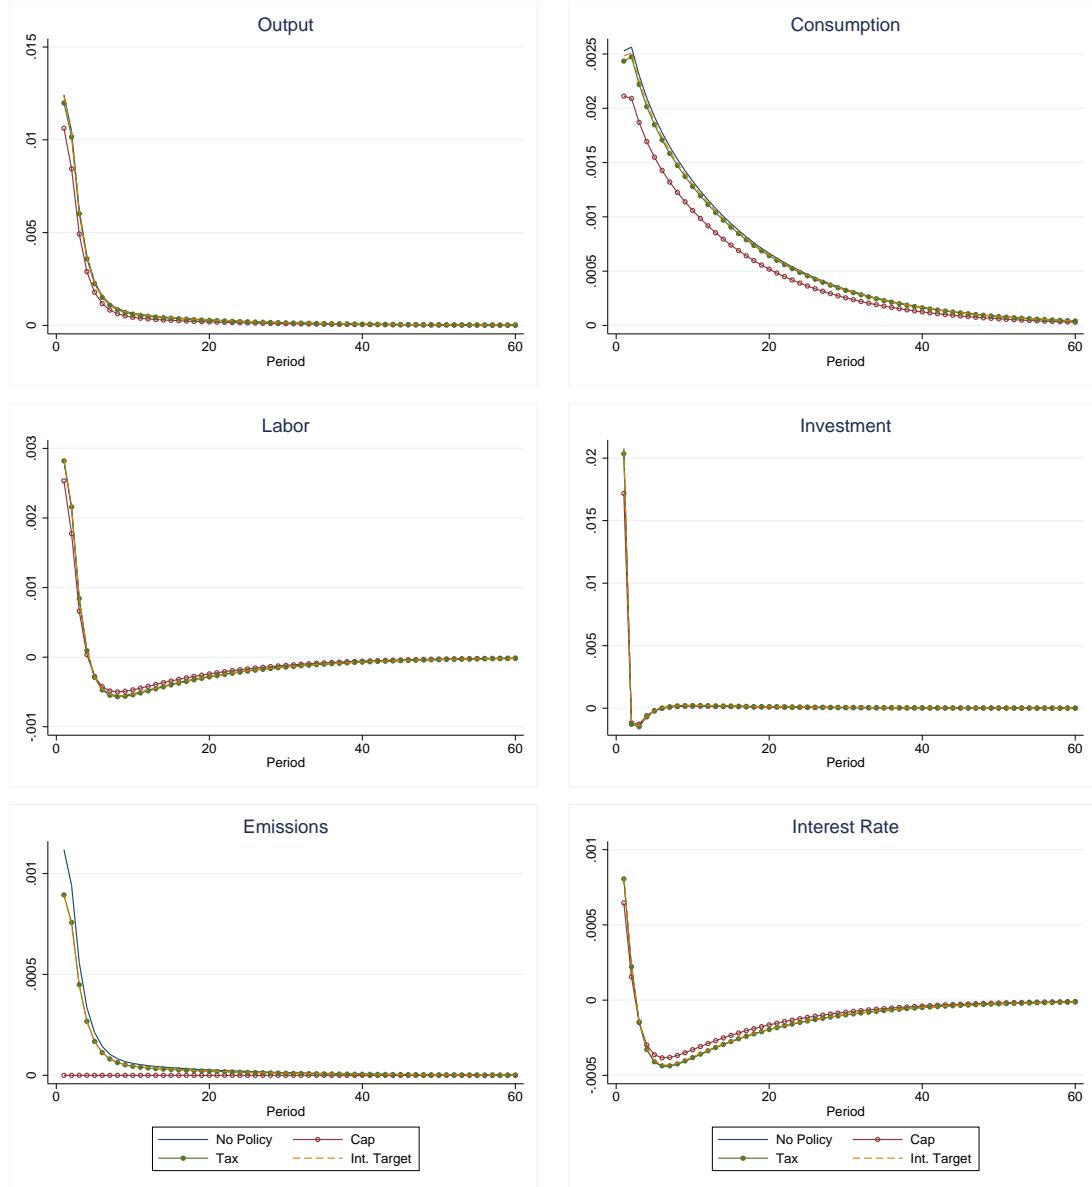 Output
.015
.01
.005
0
0
20
40
60
Period
Consumption
.0025
.002
.0015
.001
.0005
0
0
20
40
60
Period
Labor
.003
.002
.001
0
-.001
0
20
40
60
Period
Investment
.02
.015
.01
.005
0
0
20
40
60
Period
Emissions
.001
.0005
0
0
20
40
60
Period
No Policy
Cap
Tax
Int. Target
Interest Rate
.001
.0005
0
-.0005
0
20
40
60
Period
No Policy
Cap
Tax
Int. Target